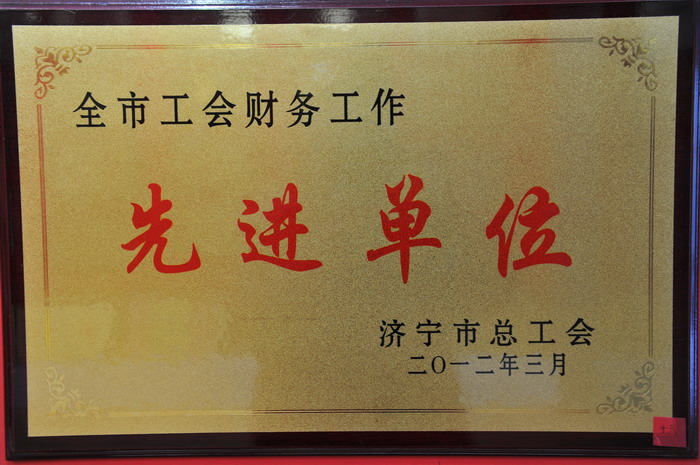 全市工会财务工作
先进单位
济宁市总工会
二〇一二年三月